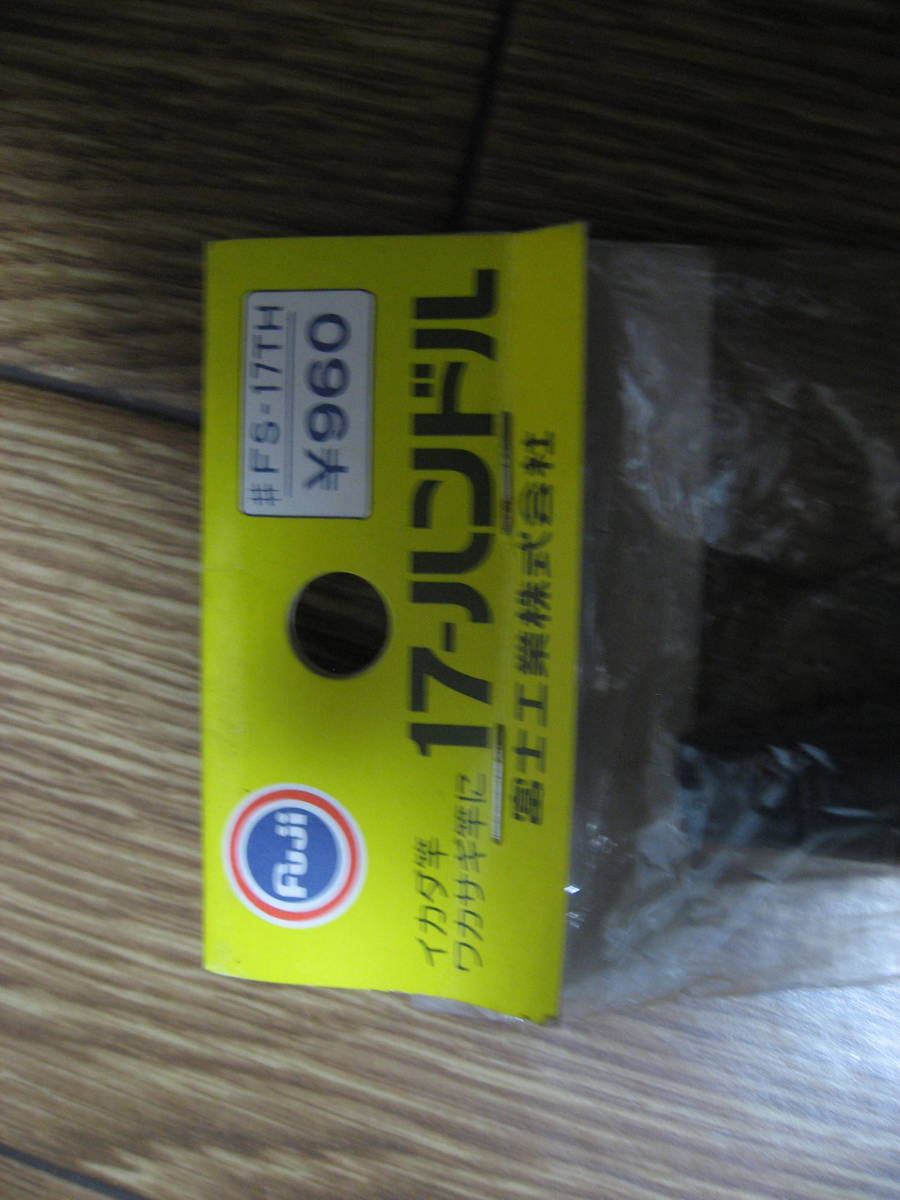 Fuji
#FS-17TH
¥960
イカダ竿
ワカサギ竿に
17-ハンドル
富士工業株式会社